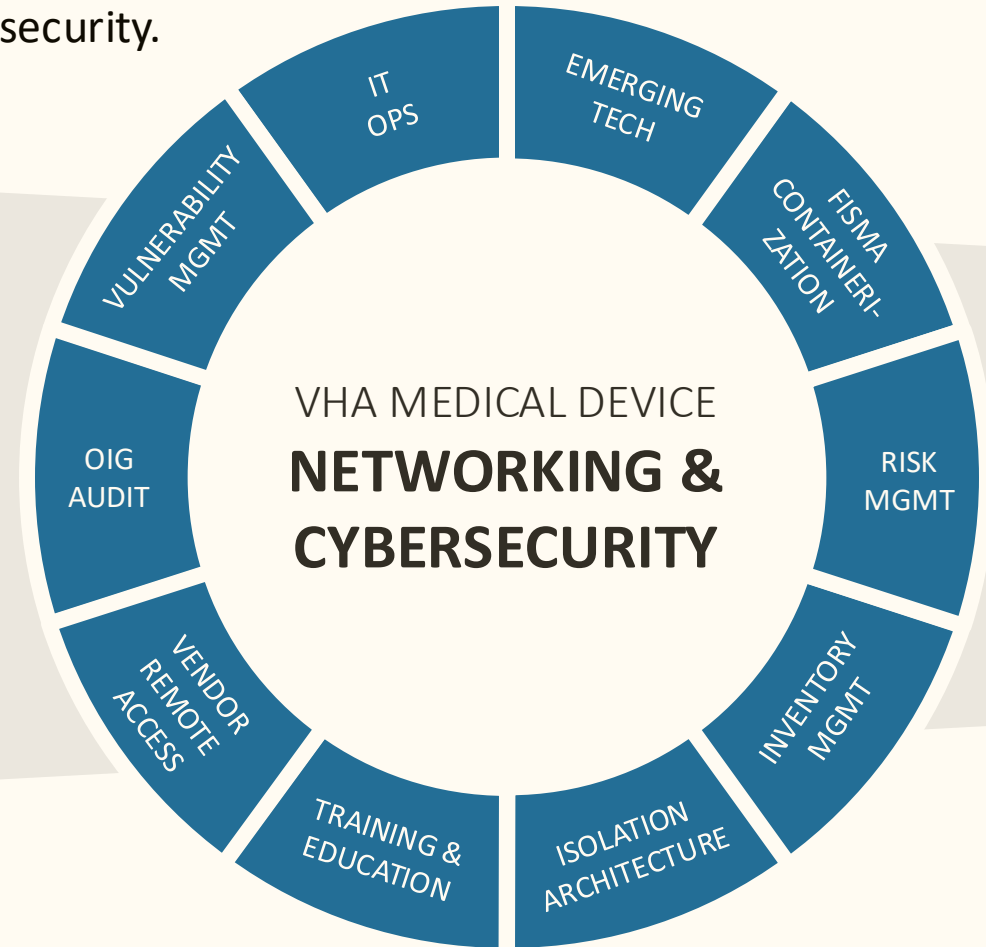 security.
IT
OPS
EMERGING
TECH
FISMA
CONTAINERI-
ZATION
RISK
MGMT
INVENTORY
MGMT
ISOLATION
ARCHITECTURE
TRAINING &
EDUCATION
VENDOR
REMOTE
ACCESS
OIG
AUDIT
VULNERABILITY
MGMT
VHA MEDICAL DEVICE
NETWORKING &
CYBERSECURITY